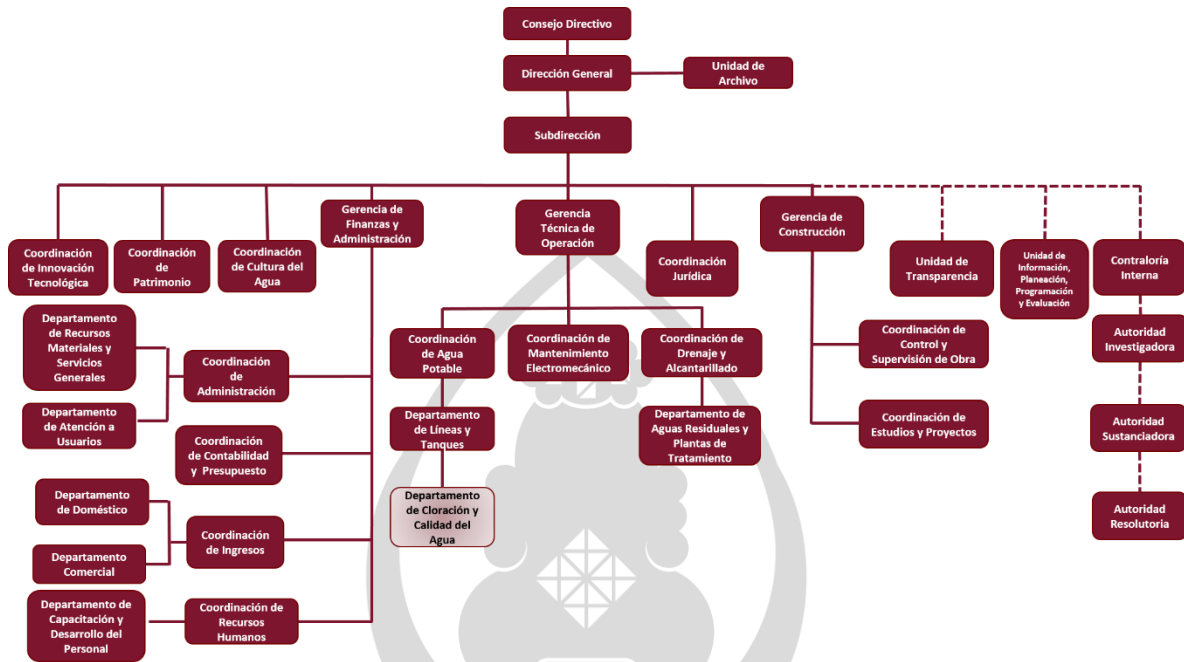 Consejo Directivo
Dirección General
Unidad de
Archivo
Subdirección
Coordinación
de Innovación
Tecnológica
Coordinación
de
Patrimonio
Coordinación
de Cultura del
Agua
Gerencia de
Finanzas y
Administración
Gerencia
Técnica de
Operación
Coordinación
Jurídica
Gerencia de
Construcción
Unidad de
Transparencia
Unidad de
Información,
Planeación,
Programación
y Evaluación
Contraloría
Interna
Departamento
de Recursos
Materiales y
Servicios
Generales
Departamento
de Atención a
Usuarios
Coordinación
de
Administración
Coordinación
de Contabilidad
y Presupuesto
Departamento
de Doméstico
Departamento
Comercial
Coordinación
de Ingresos
Departamento de
Capacitación y
Desarrollo del
Personal
Coordinación de
Recursos
Humanos
Coordinación
de Agua
Potable
Coordinación de
Mantenimiento
Electromecánico
Coordinación de
Drenaje y
Alcantarillado
Departamento
de Líneas y
Tanques
Departamento de
Aguas Residuales y
Plantas de
Tratamiento
Departamento
de Cloración y
Calidad del
Agua
Coordinación de
Control y
Supervisión de Obra
Coordinación de
Estudios y Proyectos
Autoridad
Investigadora
Autoridad
Sustanciadora
Autoridad
Resolutoria